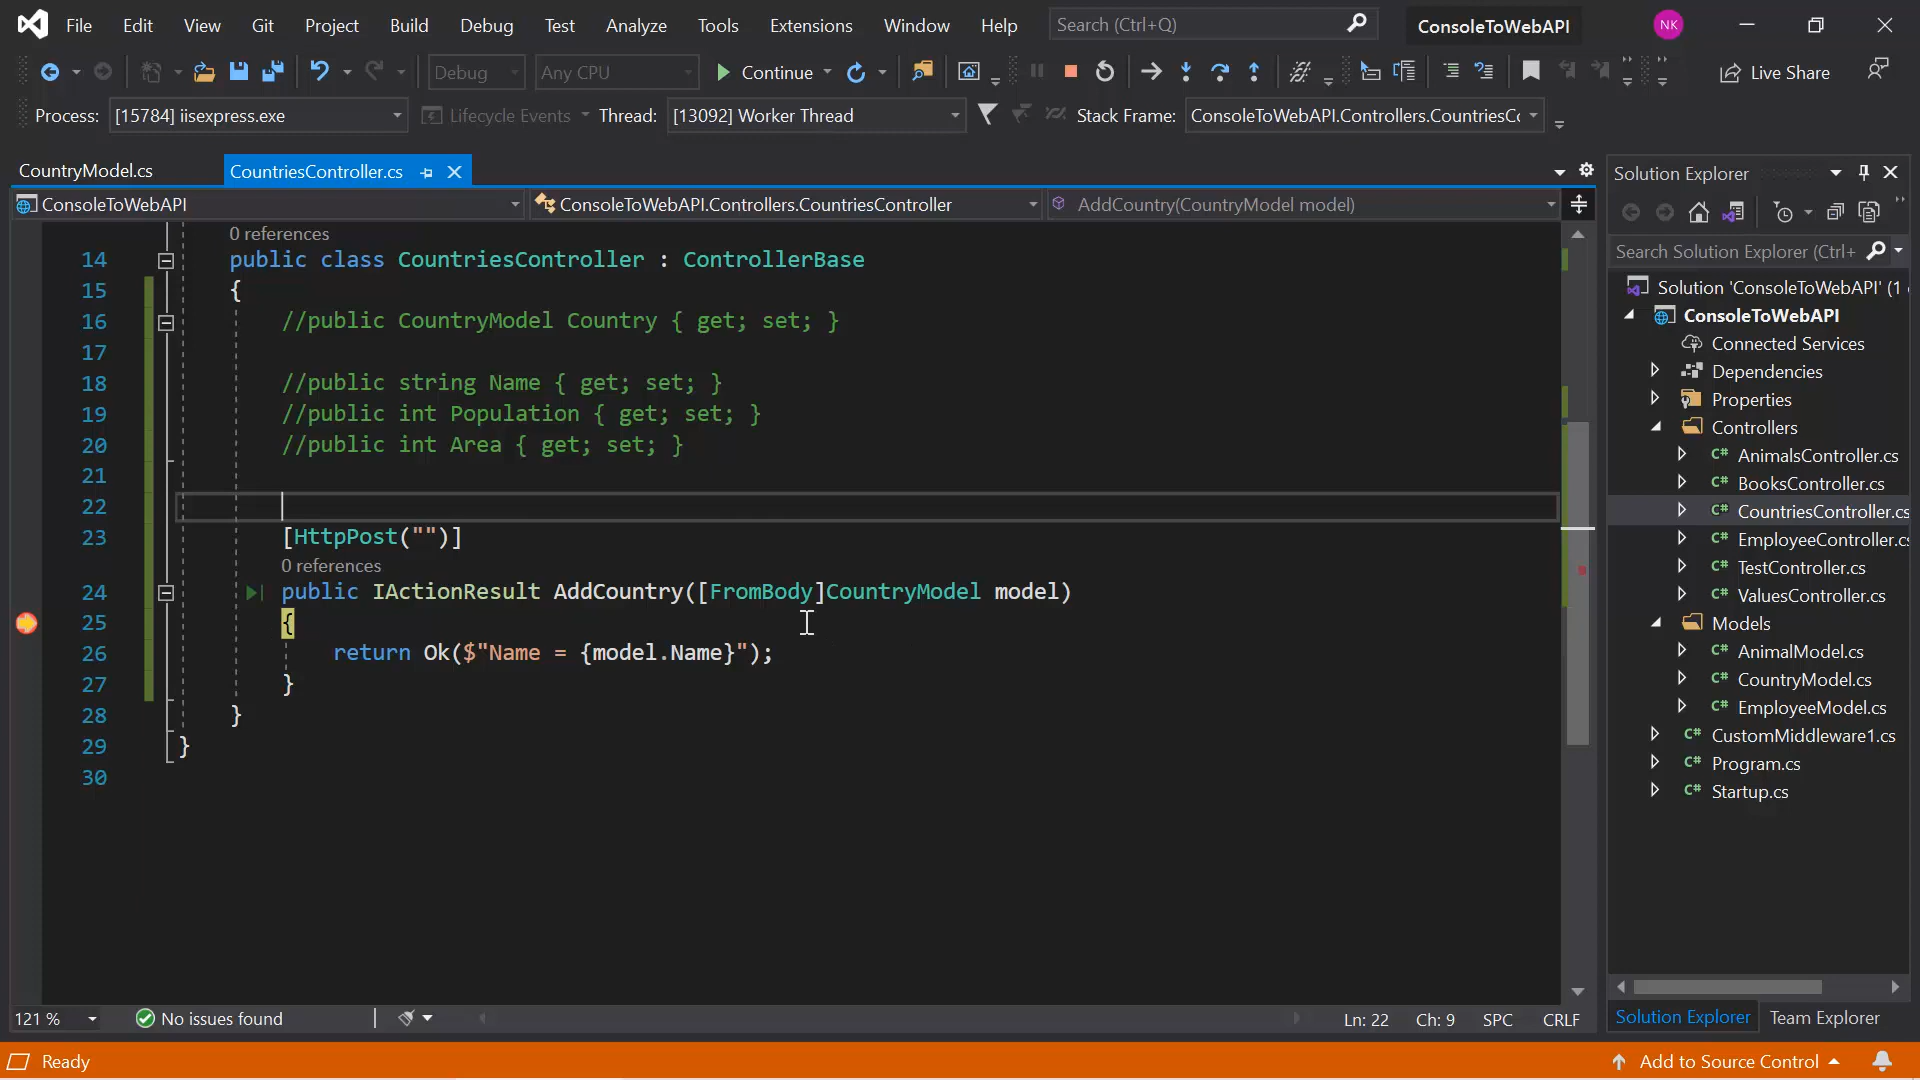 File Edit View Git Project Build Debug Test Analyze Tools Extensions Window Help Search (Ctrl+Q) ConsoleToWebAPI NK
Debug Any CPU Continue Live Share
Process: [15784] iisexpress.exe Lifecycle Events Thread: [13092] Worker Thread Stack Frame: ConsoleToWebAPI.Controllers.CountriesCo
CountryModel.cs CountriesController.cs
ConsoleToWebAPI ConsoleToWebAPI.Controllers.CountriesController AddCountry(CountryModel model)
0 references
14 public class CountriesController : ControllerBase
15 {
16 //public CountryModel Country { get; set; }
17
18 //public string Name { get; set; }
19 //public int Population { get; set; }
20 //public int Area { get; set; }
21
22
23 [HttpPost("")]
0 references
24 public IActionResult AddCountry([FromBody]CountryModel model)
25 {
26 return Ok($"Name = {model.Name}");
27 }
28 }
29 }
30
121 % No issues found Ln: 22 Ch: 9 SPC CRLF
Solution Explorer
Search Solution Explorer (Ctrl+
Solution 'ConsoleToWebAPI' (1
ConsoleToWebAPI
Connected Services
Dependencies
Properties
Controllers
C# AnimalsController.cs
C# BooksController.cs
C# CountriesController.cs
C# EmployeeController.cs
C# TestController.cs
C# ValuesController.cs
Models
C# AnimalModel.cs
C# CountryModel.cs
C# EmployeeModel.cs
C# CustomMiddleware1.cs
C# Program.cs
C# Startup.cs
Solution Explorer Team Explorer
Ready Add to Source Control